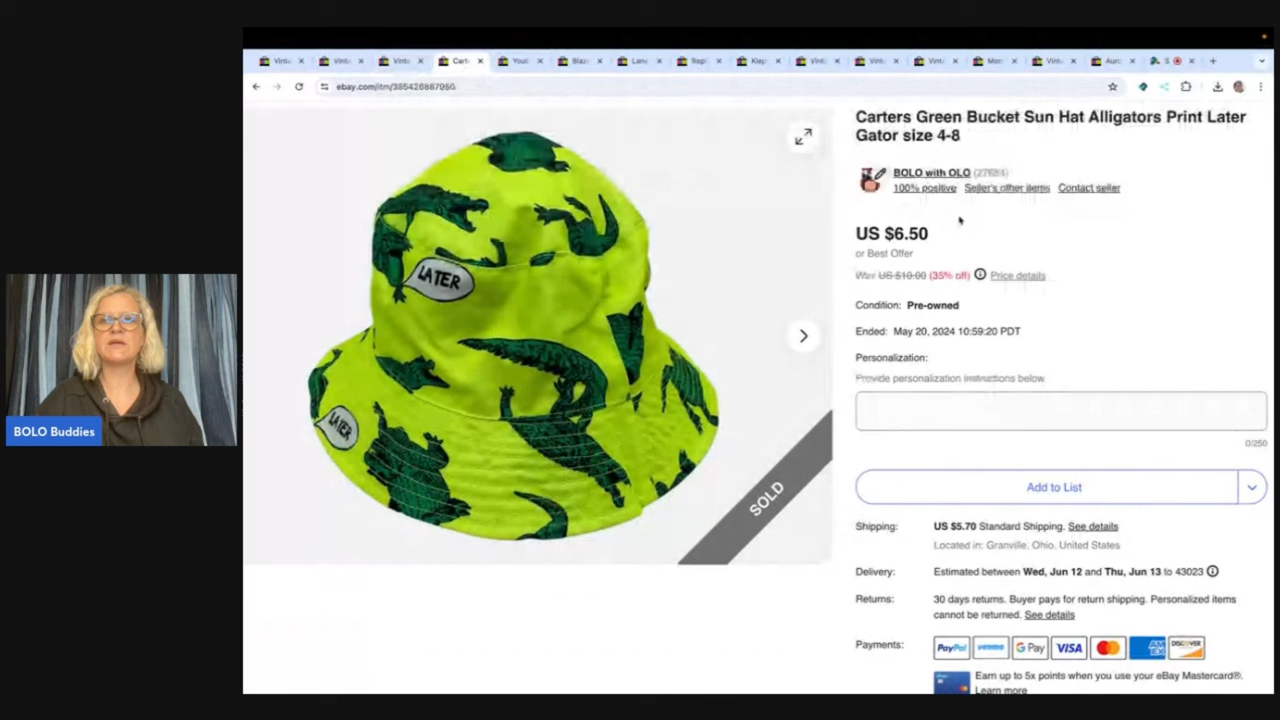 ebay.com/itm/385426887950
Carters Green Bucket Sun Hat Alligators Print Later
Gator size 4-8
BOLO with OLO
100% positive Seller's other items Contact seller
US $6.50
or Best Offer
Was US $10.00 (35% off) Price details
Condition: Pre-owned
Ended: May 20, 2024 10:59:20 PDT
Personalization:
Provide personalization instructions below
0/250
Add to List
Shipping: US $5.70 Standard Shipping. See details
Located in: Granville, Ohio, United States
Delivery: Estimated between Wed, Jun 12 and Thu, Jun 13 to 43023
Returns: 30 days returns. Buyer pays for return shipping. Personalized items
cannot be returned. See details
Payments: PayPal venmo G Pay VISA DISCOVER
Earn up to 5x points when you use your eBay Mastercard®.
Learn more
LATER
LATER
SOLD
BOLO Buddies